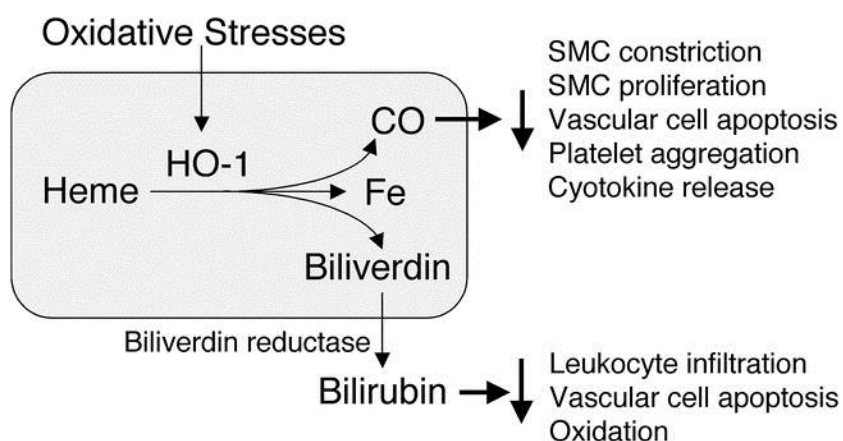 Oxidative Stresses
SMC constriction
SMC proliferation
Vascular cell apoptosis
Platelet aggregation
Cyotokine release
CO
HO-1
Heme
Fe
Biliverdin
Biliverdin reductase
Bilirubin
Leukocyte infiltration
Vascular cell apoptosis
Oxidation